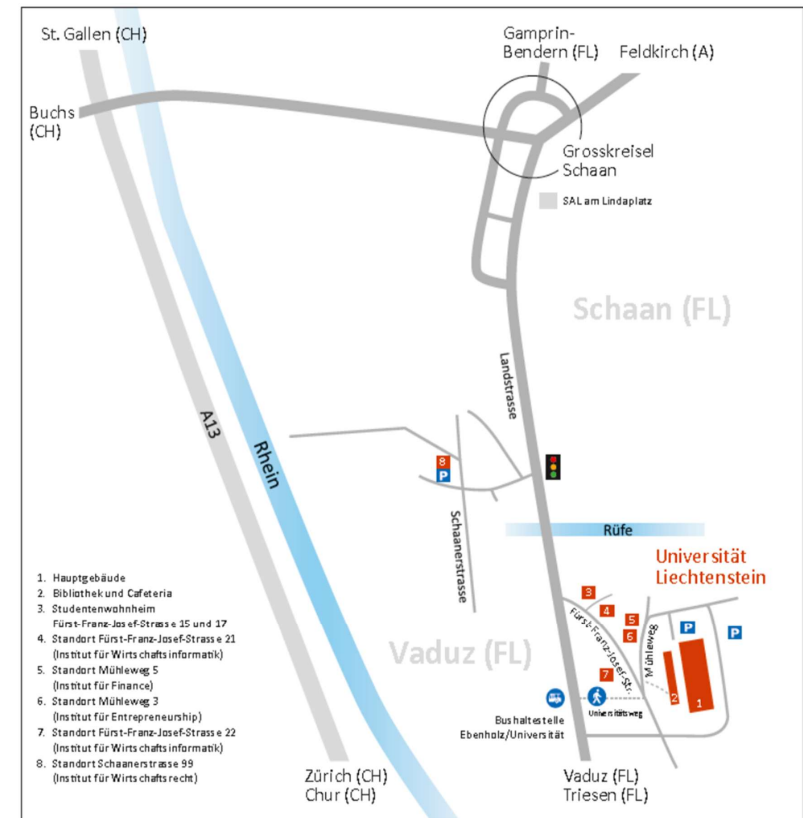 St. Gallen (CH)
Gamprin-
Bendern (FL)
Feldkirch (A)
Buchs
(CH)
Grosskreisel
Schaan
SAL am Lindaplatz
Schaan (FL)
Landstrasse
A13
Rhein
8
P
Schaanerstrasse
Rüfe
Universität
Liechtenstein
1. Hauptgebäude
2. Bibliothek und Cafeteria
3. Studentenwohnheim
Fürst-Franz-Josef-Strasse 15 und 17
4. Standort Fürst-Franz-Josef-Strasse 21
(Institut für Wirtschaftsinformatik)
5. Standort Mühleweg 5
(Institut für Finance)
6. Standort Mühleweg 3
(Institut für Entrepreneurship)
7. Standort Fürst-Franz-Josef-Strasse 22
(Institut für Wirtschaftsinformatik)
8. Standort Schaanerstrasse 99
(Institut für Wirtschaftsrecht)
Vaduz (FL)
3
4
5
6
7
Fürst-Franz-Josef-Str.
Mühleweg
P
P
2
1
Universitätsweg
Bushaltestelle
Ebenholz/Universität
Zürich (CH)
Chur (CH)
Vaduz (FL)
Triesen (FL)